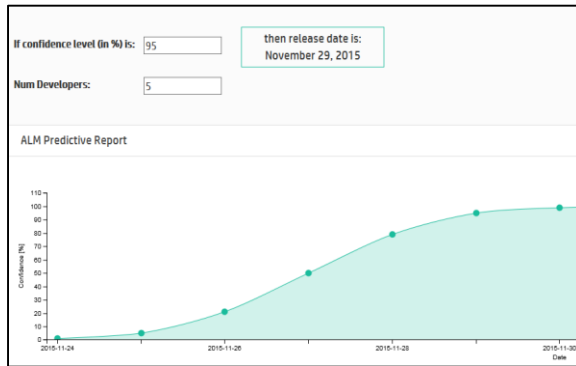 If confidence level (in %) is: 95
then release date is:
November 29, 2015
Num Developers: 5
ALM Predictive Report
110
100
90
80
70
60
50
40
30
20
10
0
Confidence [%]
2015-11-24 2015-11-26 2015-11-28 2015-11-30
Date